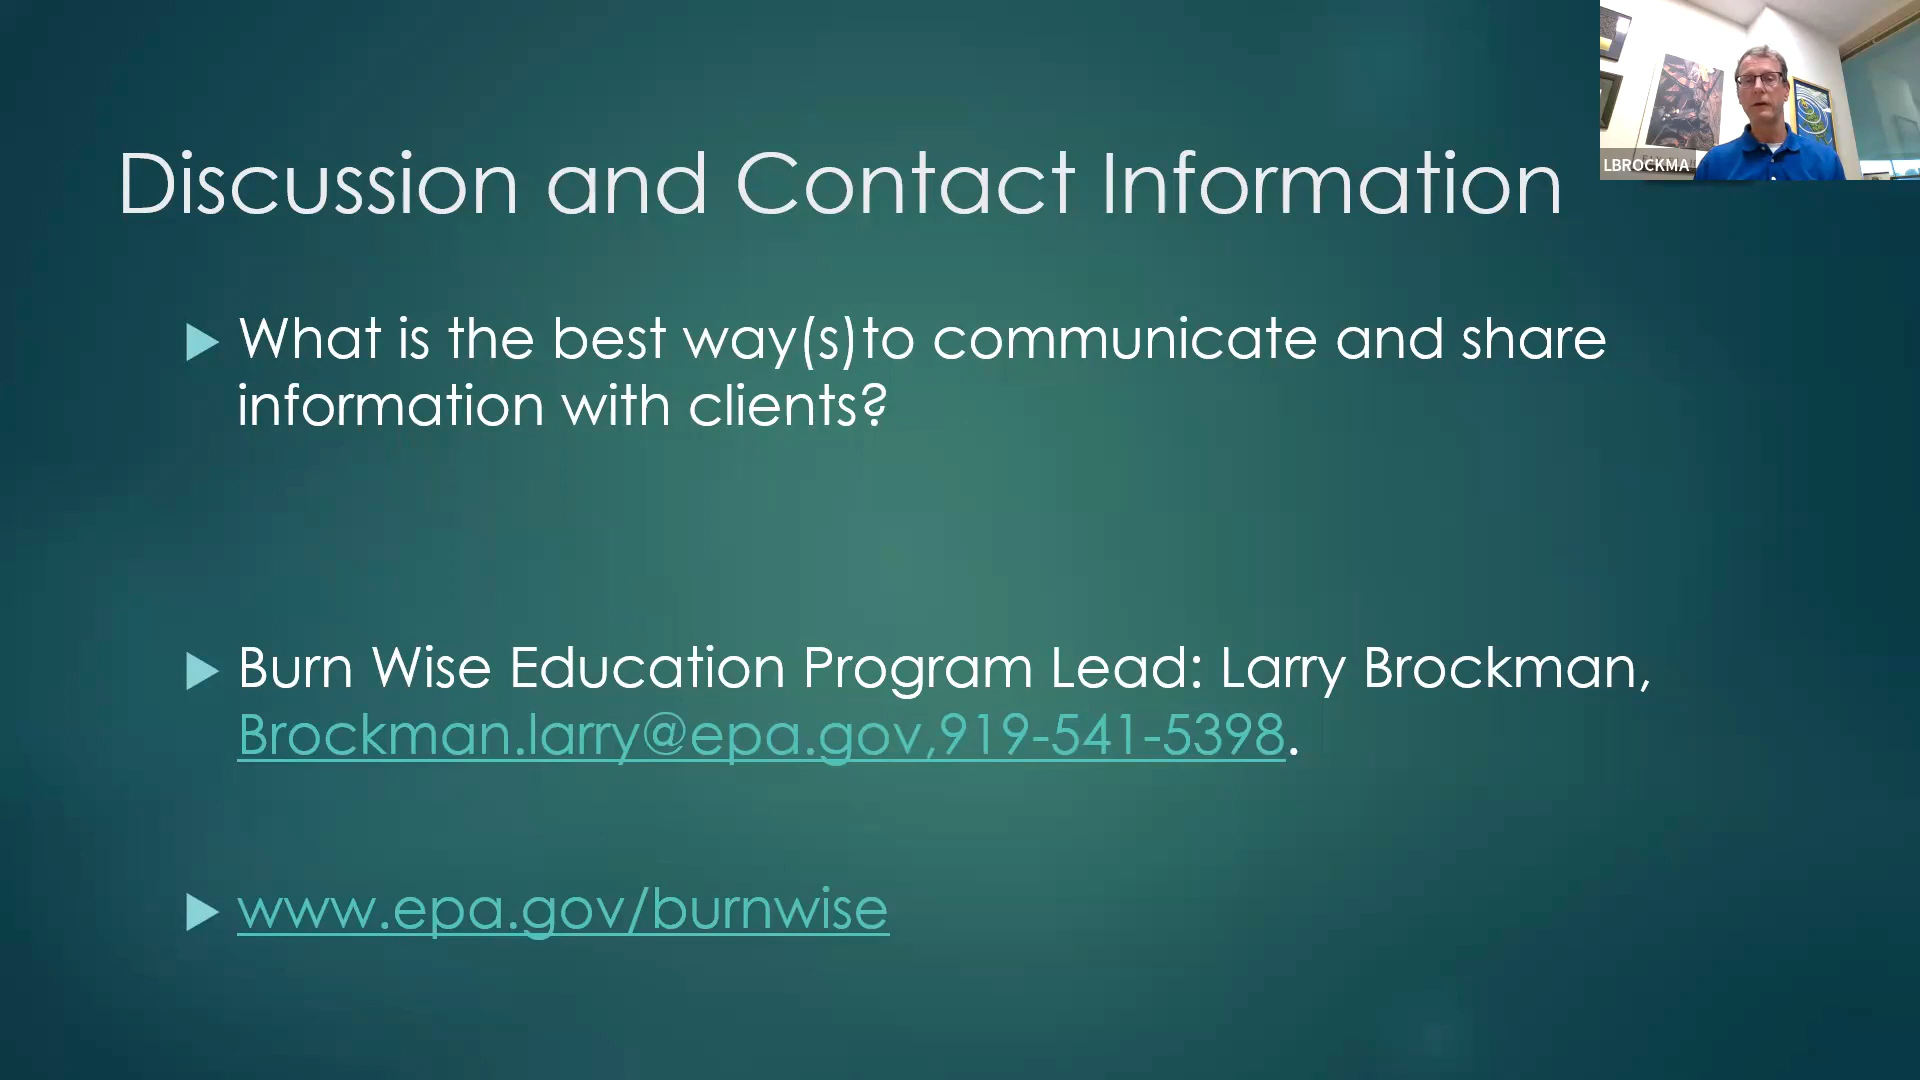 LBROCKMA
Discussion and Contact Information
What is the best way(s)to communicate and share
information with clients?
Burn Wise Education Program Lead: Larry Brockman,
Brockman.larry@epa.gov,919-541-5398.
www.epa.gov/burnwise